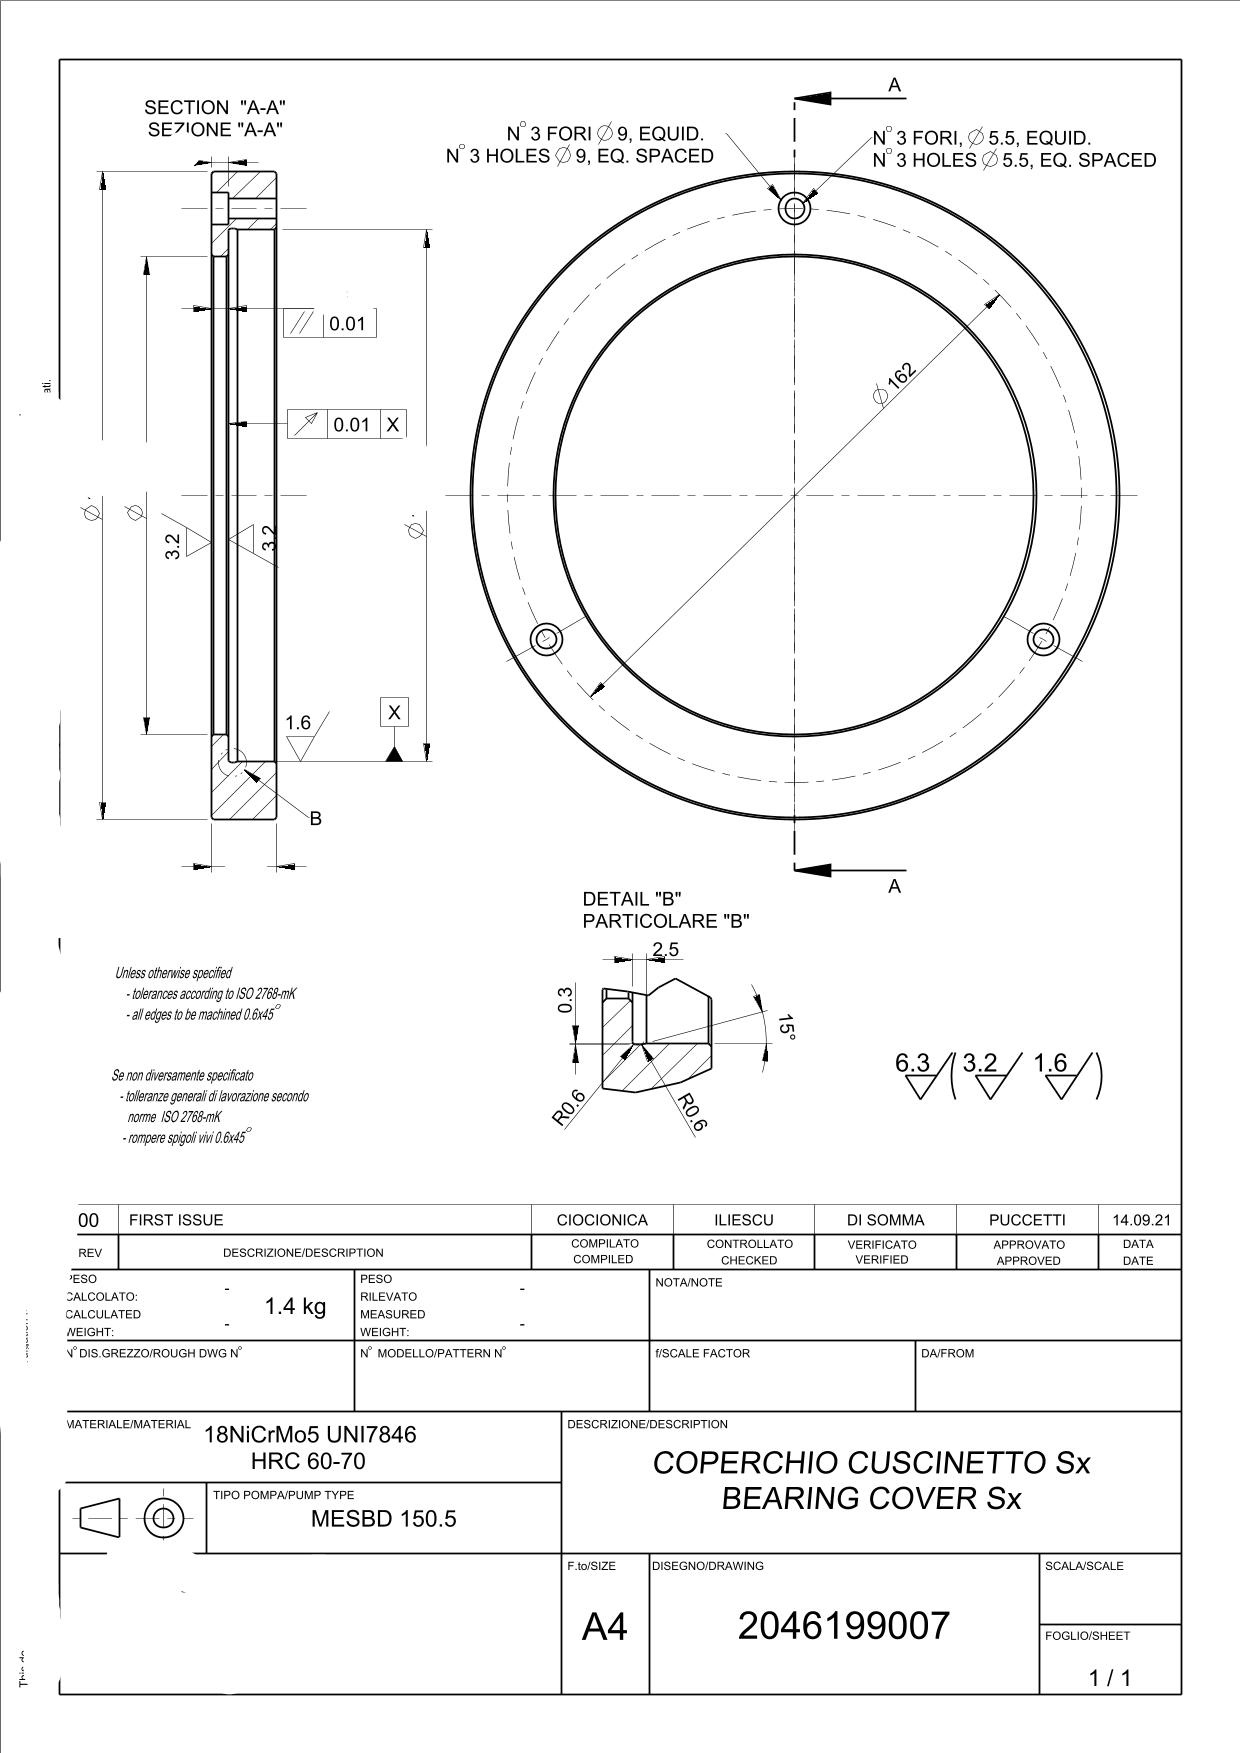 SECTION "A-A"
SEZIONE "A-A"
A
N° 3 FORI ∅ 9, EQUID.
N° 3 HOLES ∅ 9, EQ. SPACED
N° 3 FORI, ∅ 5.5, EQUID.
N° 3 HOLES ∅ 5.5, EQ. SPACED
// 0.01
0.01 X
∅ 162
ati.
∅
∅
∅
3.2
3.2
1.6
X
B
A
DETAIL "B"
PARTICOLARE "B"
2.5
0.3
15°
R0.6
R0.6
Unless otherwise specified
- tolerances according to ISO 2768-mK
- all edges to be machined 0.6x45°
Se non diversamente specificato
- tolleranze generali di lavorazione secondo
norme ISO 2768-mK
- rompere spigoli vivi 0.6x45°
6.3 ( 3.2 1.6 )
00 FIRST ISSUE CIOCIONICA ILIESCU DI SOMMA PUCCETTI 14.09.21
REV DESCRIZIONE/DESCRIPTION COMPILATO CONTROLLATO VERIFICATO APPROVATO DATA
COMPILED CHECKED VERIFIED APPROVED DATE
PESO - PESO - NOTA/NOTE
CALCOLATO: 1.4 kg RILEVATO
CALCULATED MEASURED
WEIGHT: - WEIGHT: -
N° DIS.GREZZO/ROUGH DWG N° N° MODELLO/PATTERN N° f/SCALE FACTOR DA/FROM
MATERIALE/MATERIAL 18NiCrMo5 UNI7846
HRC 60-70
DESCRIZIONE/DESCRIPTION
COPERCHIO CUSCINETTO Sx
BEARING COVER Sx
TIPO POMPA/PUMP TYPE
MESBD 150.5
F.to/SIZE DISEGNO/DRAWING SCALA/SCALE
A4 2046199007
FOGLIO/SHEET
1 / 1